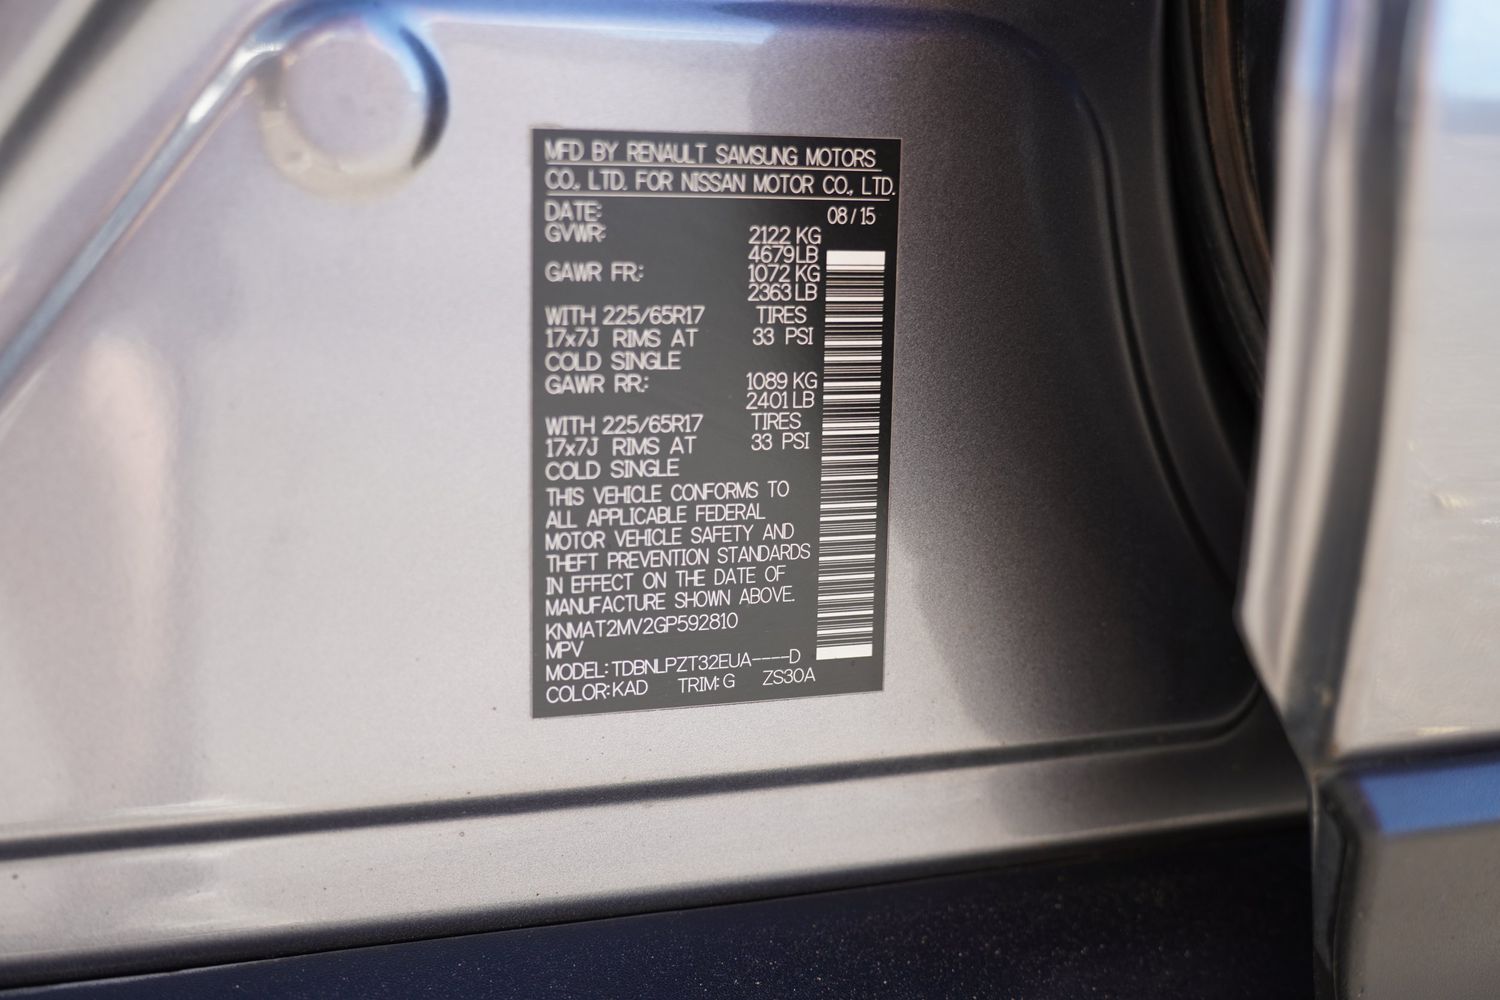 MFD BY RENAULT SAMSUNG MOTORS
CO., LTD. FOR NISSAN MOTOR CO., LTD.
DATE: 08 / 15
GVWR: 2122 KG
4679 LB
GAWR FR: 1072 KG
2363 LB
WITH 225/65R17 TIRES
17x7J RIMS AT 33 PSI
COLD SINGLE
GAWR RR: 1089 KG
2401 LB
WITH 225/65R17 TIRES
17x7J RIMS AT 33 PSI
COLD SINGLE
THIS VEHICLE CONFORMS TO
ALL APPLICABLE FEDERAL
MOTOR VEHICLE SAFETY AND
THEFT PREVENTION STANDARDS
IN EFFECT ON THE DATE OF
MANUFACTURE SHOWN ABOVE.
KNMAT2MV2GP592810
MPV
MODEL: TDBNLPZT32EUA----D
COLOR: KAD TRIM: G ZS30A